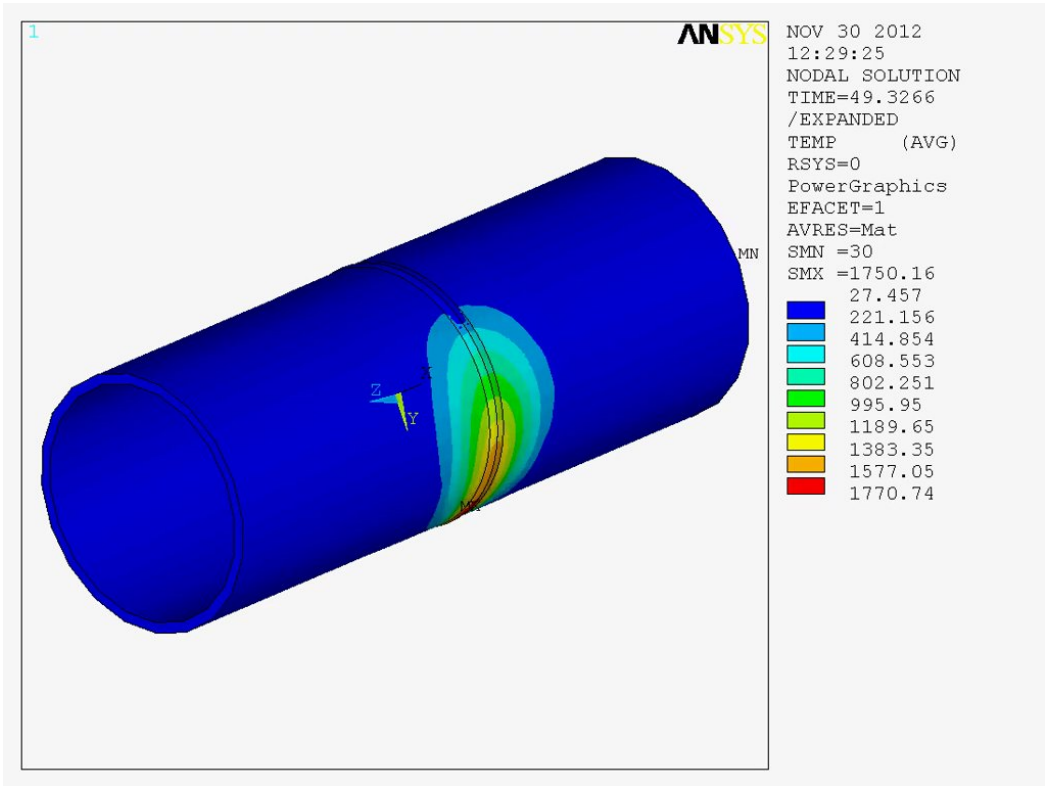 1
ANSYS
NOV 30 2012
12:29:25
NODAL SOLUTION
TIME=49.3266
/EXPANDED
TEMP (AVG)
RSYS=0
PowerGraphics
EFACET=1
AVRES=Mat
SMN =30
SMX =1750.16
27.457
221.156
414.854
608.553
802.251
995.95
1189.65
1383.35
1577.05
1770.74
MN
X
Z
Y
MX